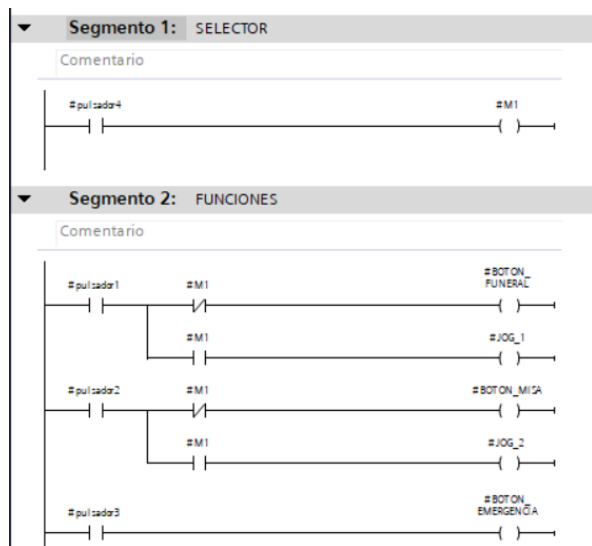 Segmento 1: SELECTOR
Comentario
#pulsador4 #M1
Segmento 2: FUNCIONES
Comentario
#BOTON_
#pulsador1 #M1 FUNERAL
#M1 #JOG_1
#pulsador2 #M1 #BOTON_MISA
#M1 #JOG_2
#BOTON_
#pulsador3 EMERGENCIA